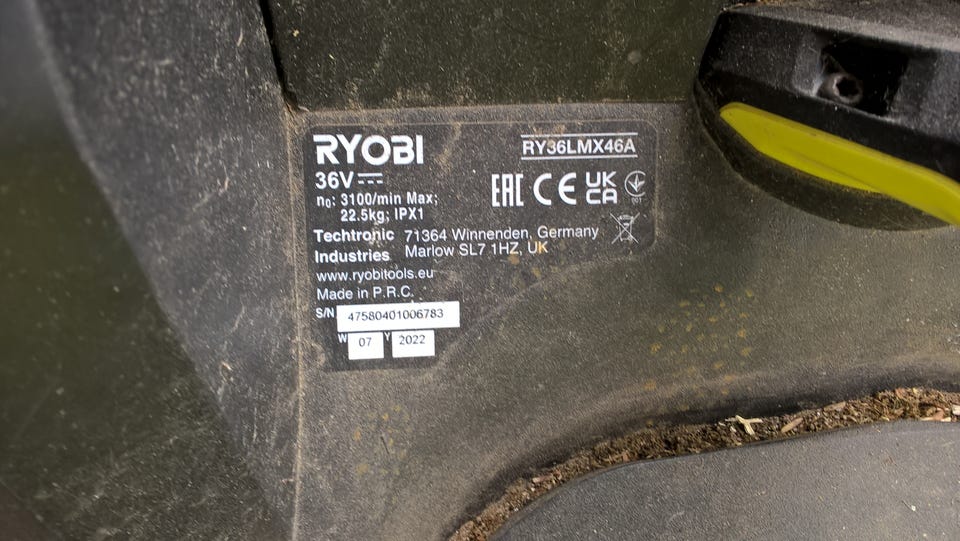 RYOBI RY36LMX46A
36V
n₀: 3100/min Max;
22.5kg; IPX1
EAC CE UK CA
001
Techtronic Industries
71364 Winnenden, Germany
Marlow SL7 1HZ, UK
www.ryobitools.eu
Made in P.R.C.
S/N 47580401006783
W 07 Y 2022